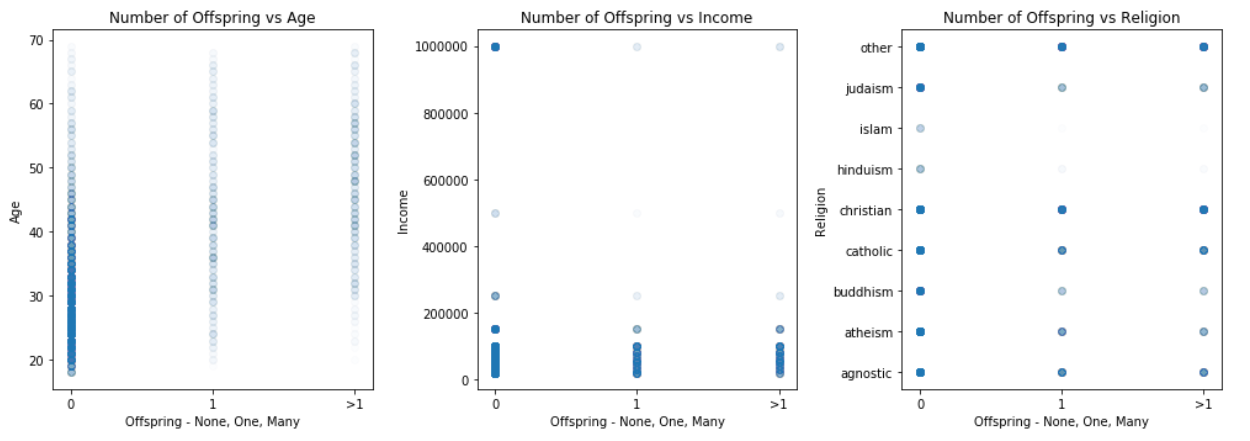 Number of Offspring vs Age
Age
70
60
50
40
30
20
0
1
>1
Offspring - None, One, Many
Number of Offspring vs Income
Income
1000000
800000
600000
400000
200000
0
0
1
>1
Offspring - None, One, Many
Number of Offspring vs Religion
Religion
other
judaism
islam
hinduism
christian
catholic
buddhism
atheism
agnostic
0
1
>1
Offspring - None, One, Many